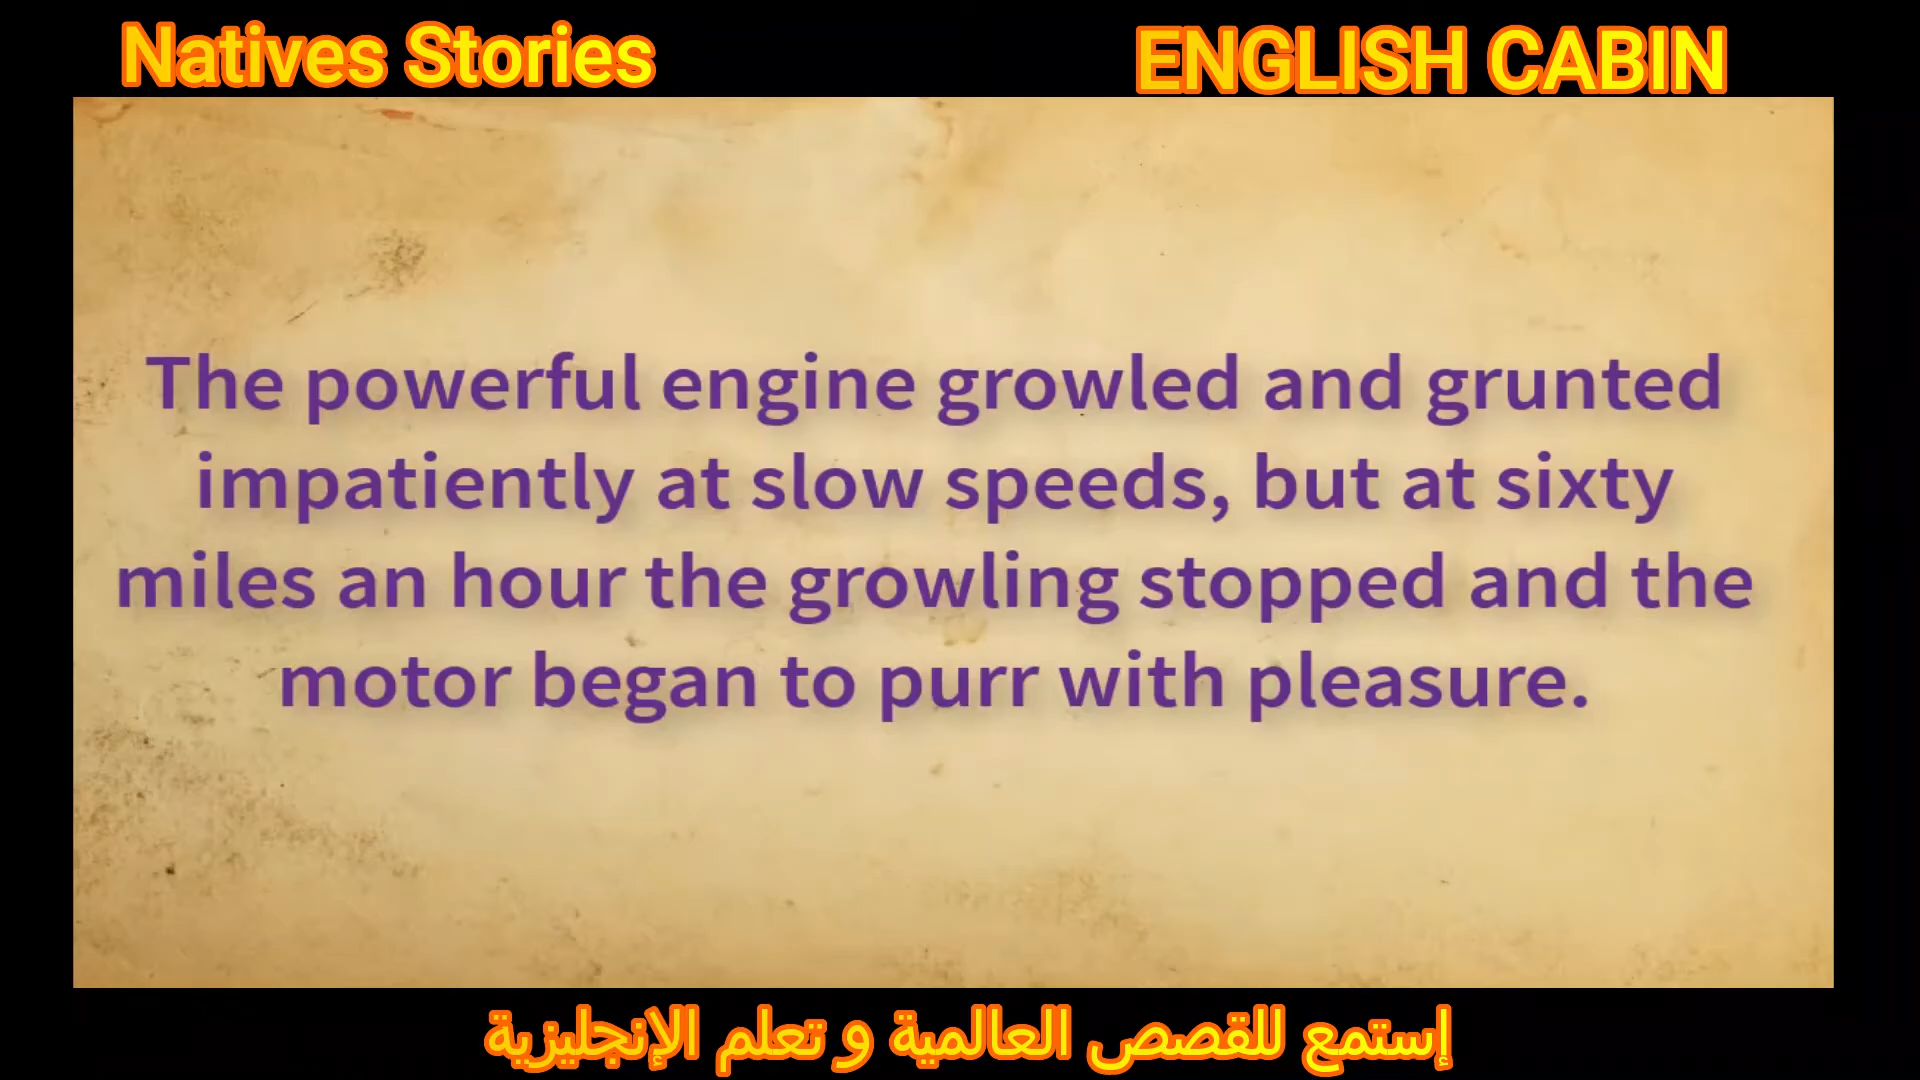 Natives Stories
ENGLISH CABIN
The powerful engine growled and grunted
impatiently at slow speeds, but at sixty
miles an hour the growling stopped and the
motor began to purr with pleasure.
إستمع للقصص العالمية و تعلم الإنجليزية